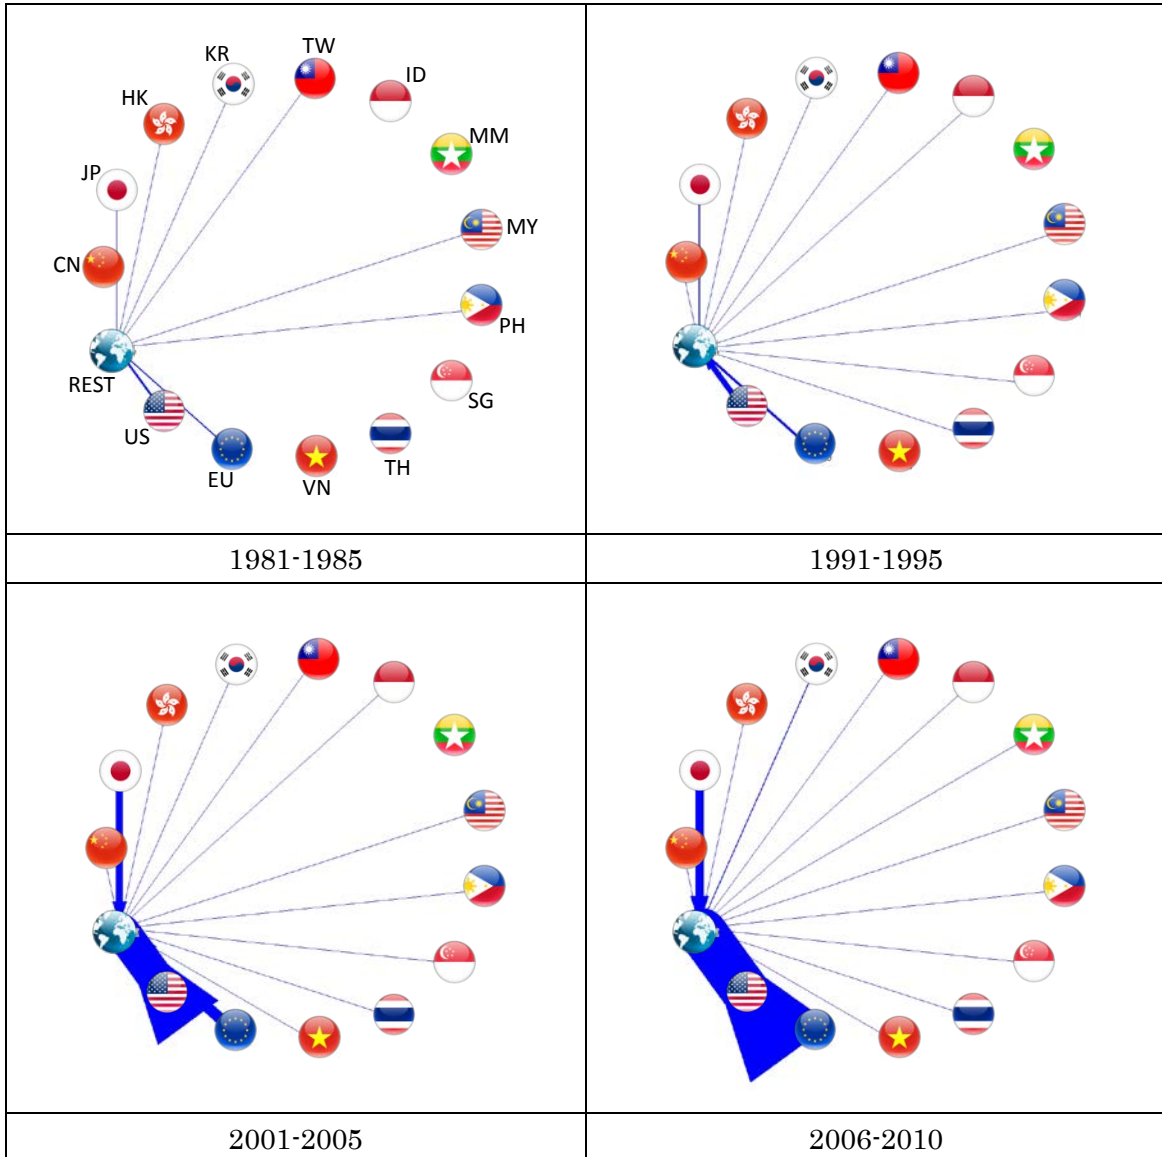 KR
TW
ID
HK
MM
JP
MY
CN
PH
REST
SG
US
TH
EU
VN
1981-1985
1991-1995
2001-2005
2006-2010